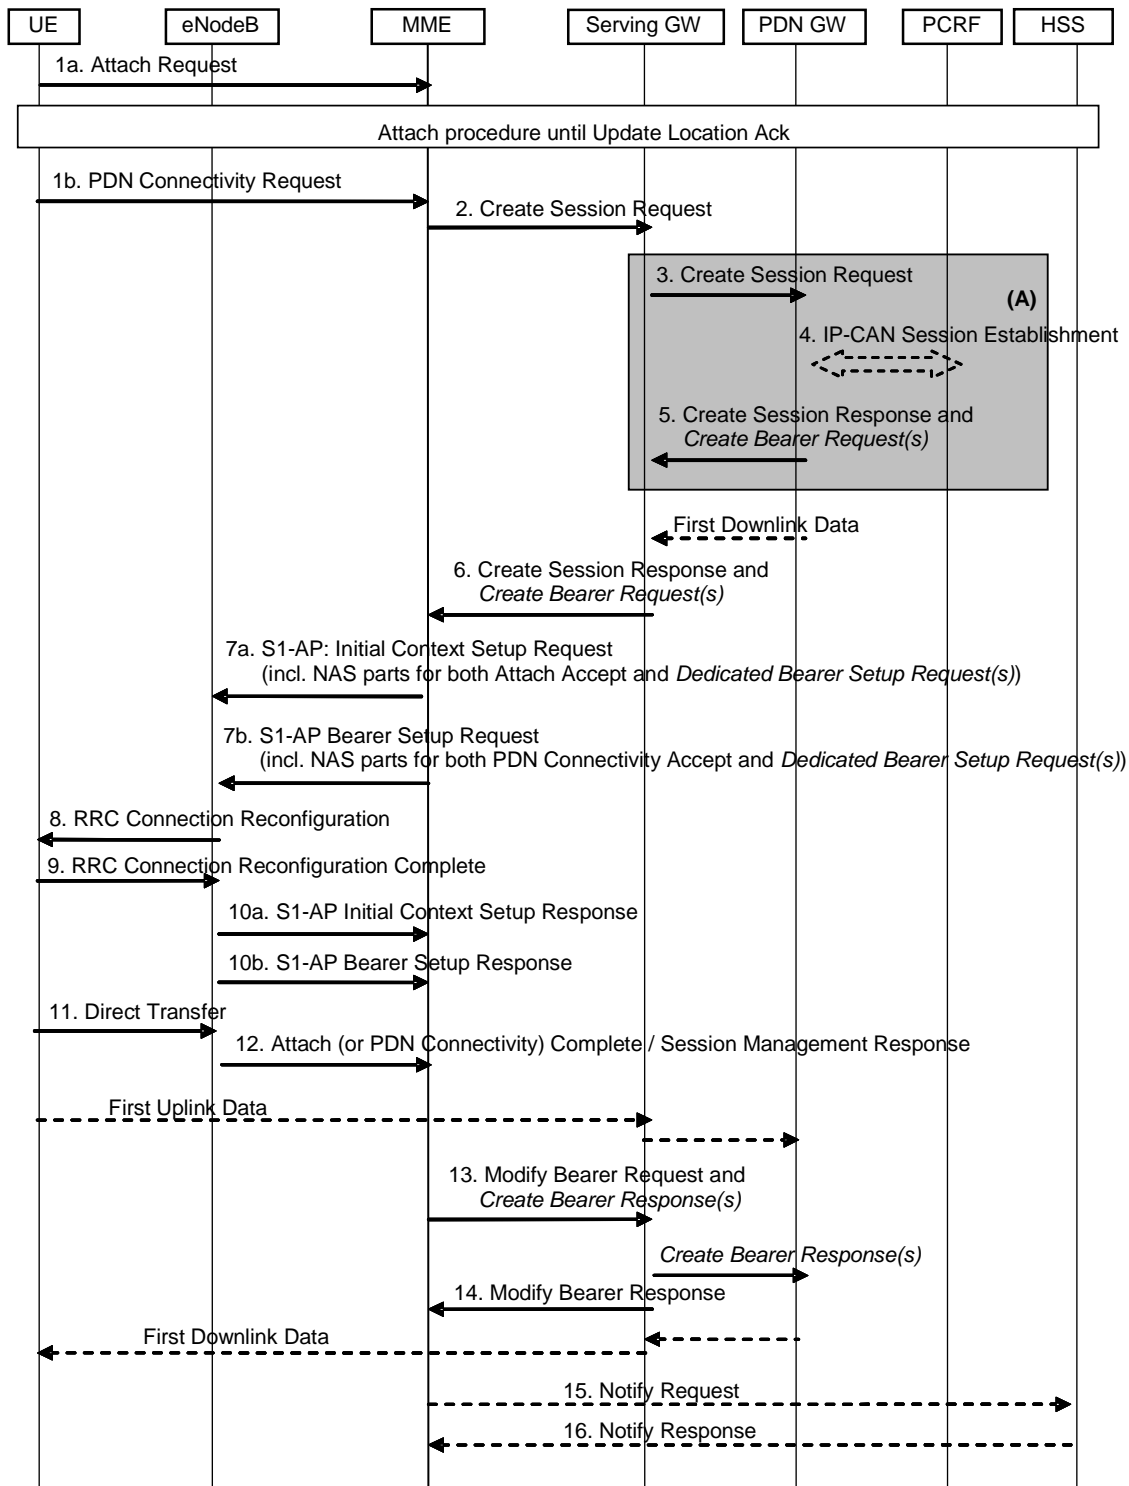 UE
eNodeB
MME
Serving GW
PDN GW
PCRF
HSS
1a. Attach Request
Attach procedure until Update Location Ack
1b. PDN Connectivity Request
2. Create Session Request
3. Create Session Request
(A)
4. IP-CAN Session Establishment
5. Create Session Response and
Create Bearer Request(s)
First Downlink Data
6. Create Session Response and
Create Bearer Request(s)
7a. S1-AP: Initial Context Setup Request
(incl. NAS parts for both Attach Accept and Dedicated Bearer Setup Request(s))
7b. S1-AP Bearer Setup Request
(incl. NAS parts for both PDN Connectivity Accept and Dedicated Bearer Setup Request(s))
8. RRC Connection Reconfiguration
9. RRC Connection Reconfiguration Complete
10a. S1-AP Initial Context Setup Response
10b. S1-AP Bearer Setup Response
11. Direct Transfer
12. Attach (or PDN Connectivity) Complete / Session Management Response
First Uplink Data
13. Modify Bearer Request and
Create Bearer Response(s)
Create Bearer Response(s)
14. Modify Bearer Response
First Downlink Data
15. Notify Request
16. Notify Response